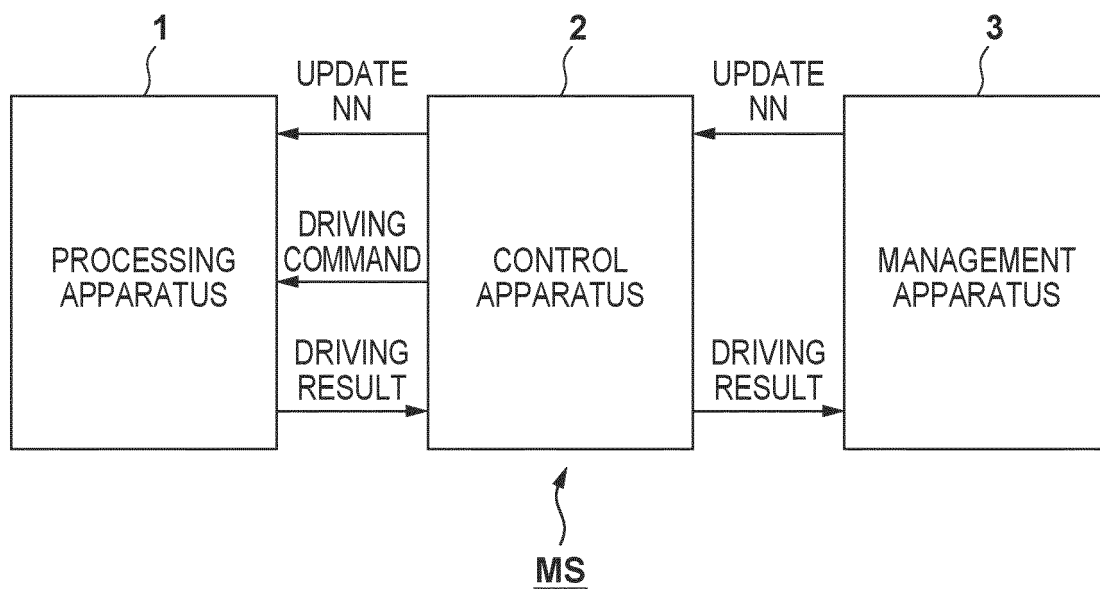 1
2
3
UPDATE
NN
UPDATE
NN
PROCESSING
APPARATUS
DRIVING
COMMAND
CONTROL
APPARATUS
MANAGEMENT
APPARATUS
DRIVING
RESULT
DRIVING
RESULT
MS